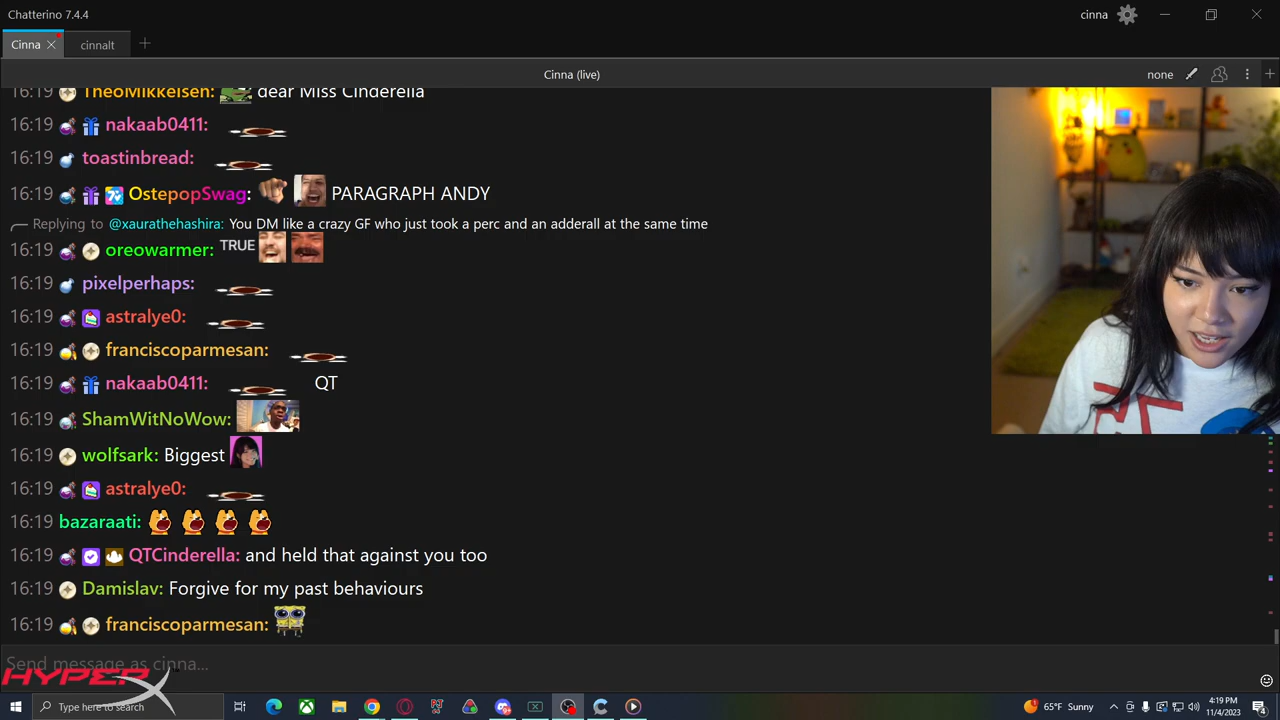 Chatterino 7.4.4
cinna
Cinna
cinnalt
Cinna (live)
none
16:19 TheoMikkelsen: dear Miss Cinderella
16:19 nakaab0411:
16:19 toastinbread:
16:19 OstepopSwag: PARAGRAPH ANDY
Replying to @xaurathehashira: You DM like a crazy GF who just took a perc and an adderall at the same time
16:19 oreowarmer: TRUE
16:19 pixelperhaps:
16:19 astralye0:
16:19 franciscoparmesan:
16:19 nakaab0411: QT
16:19 ShamWitNoWow:
16:19 wolfsark: Biggest
16:19 astralye0:
16:19 bazaraati:
16:19 QTCinderella: and held that against you too
16:19 Damislav: Forgive for my past behaviours
16:19 franciscoparmesan:
Send message as cinna...
HYPERX
Type here to search
65°F Sunny
4:19 PM
11/4/2023
4